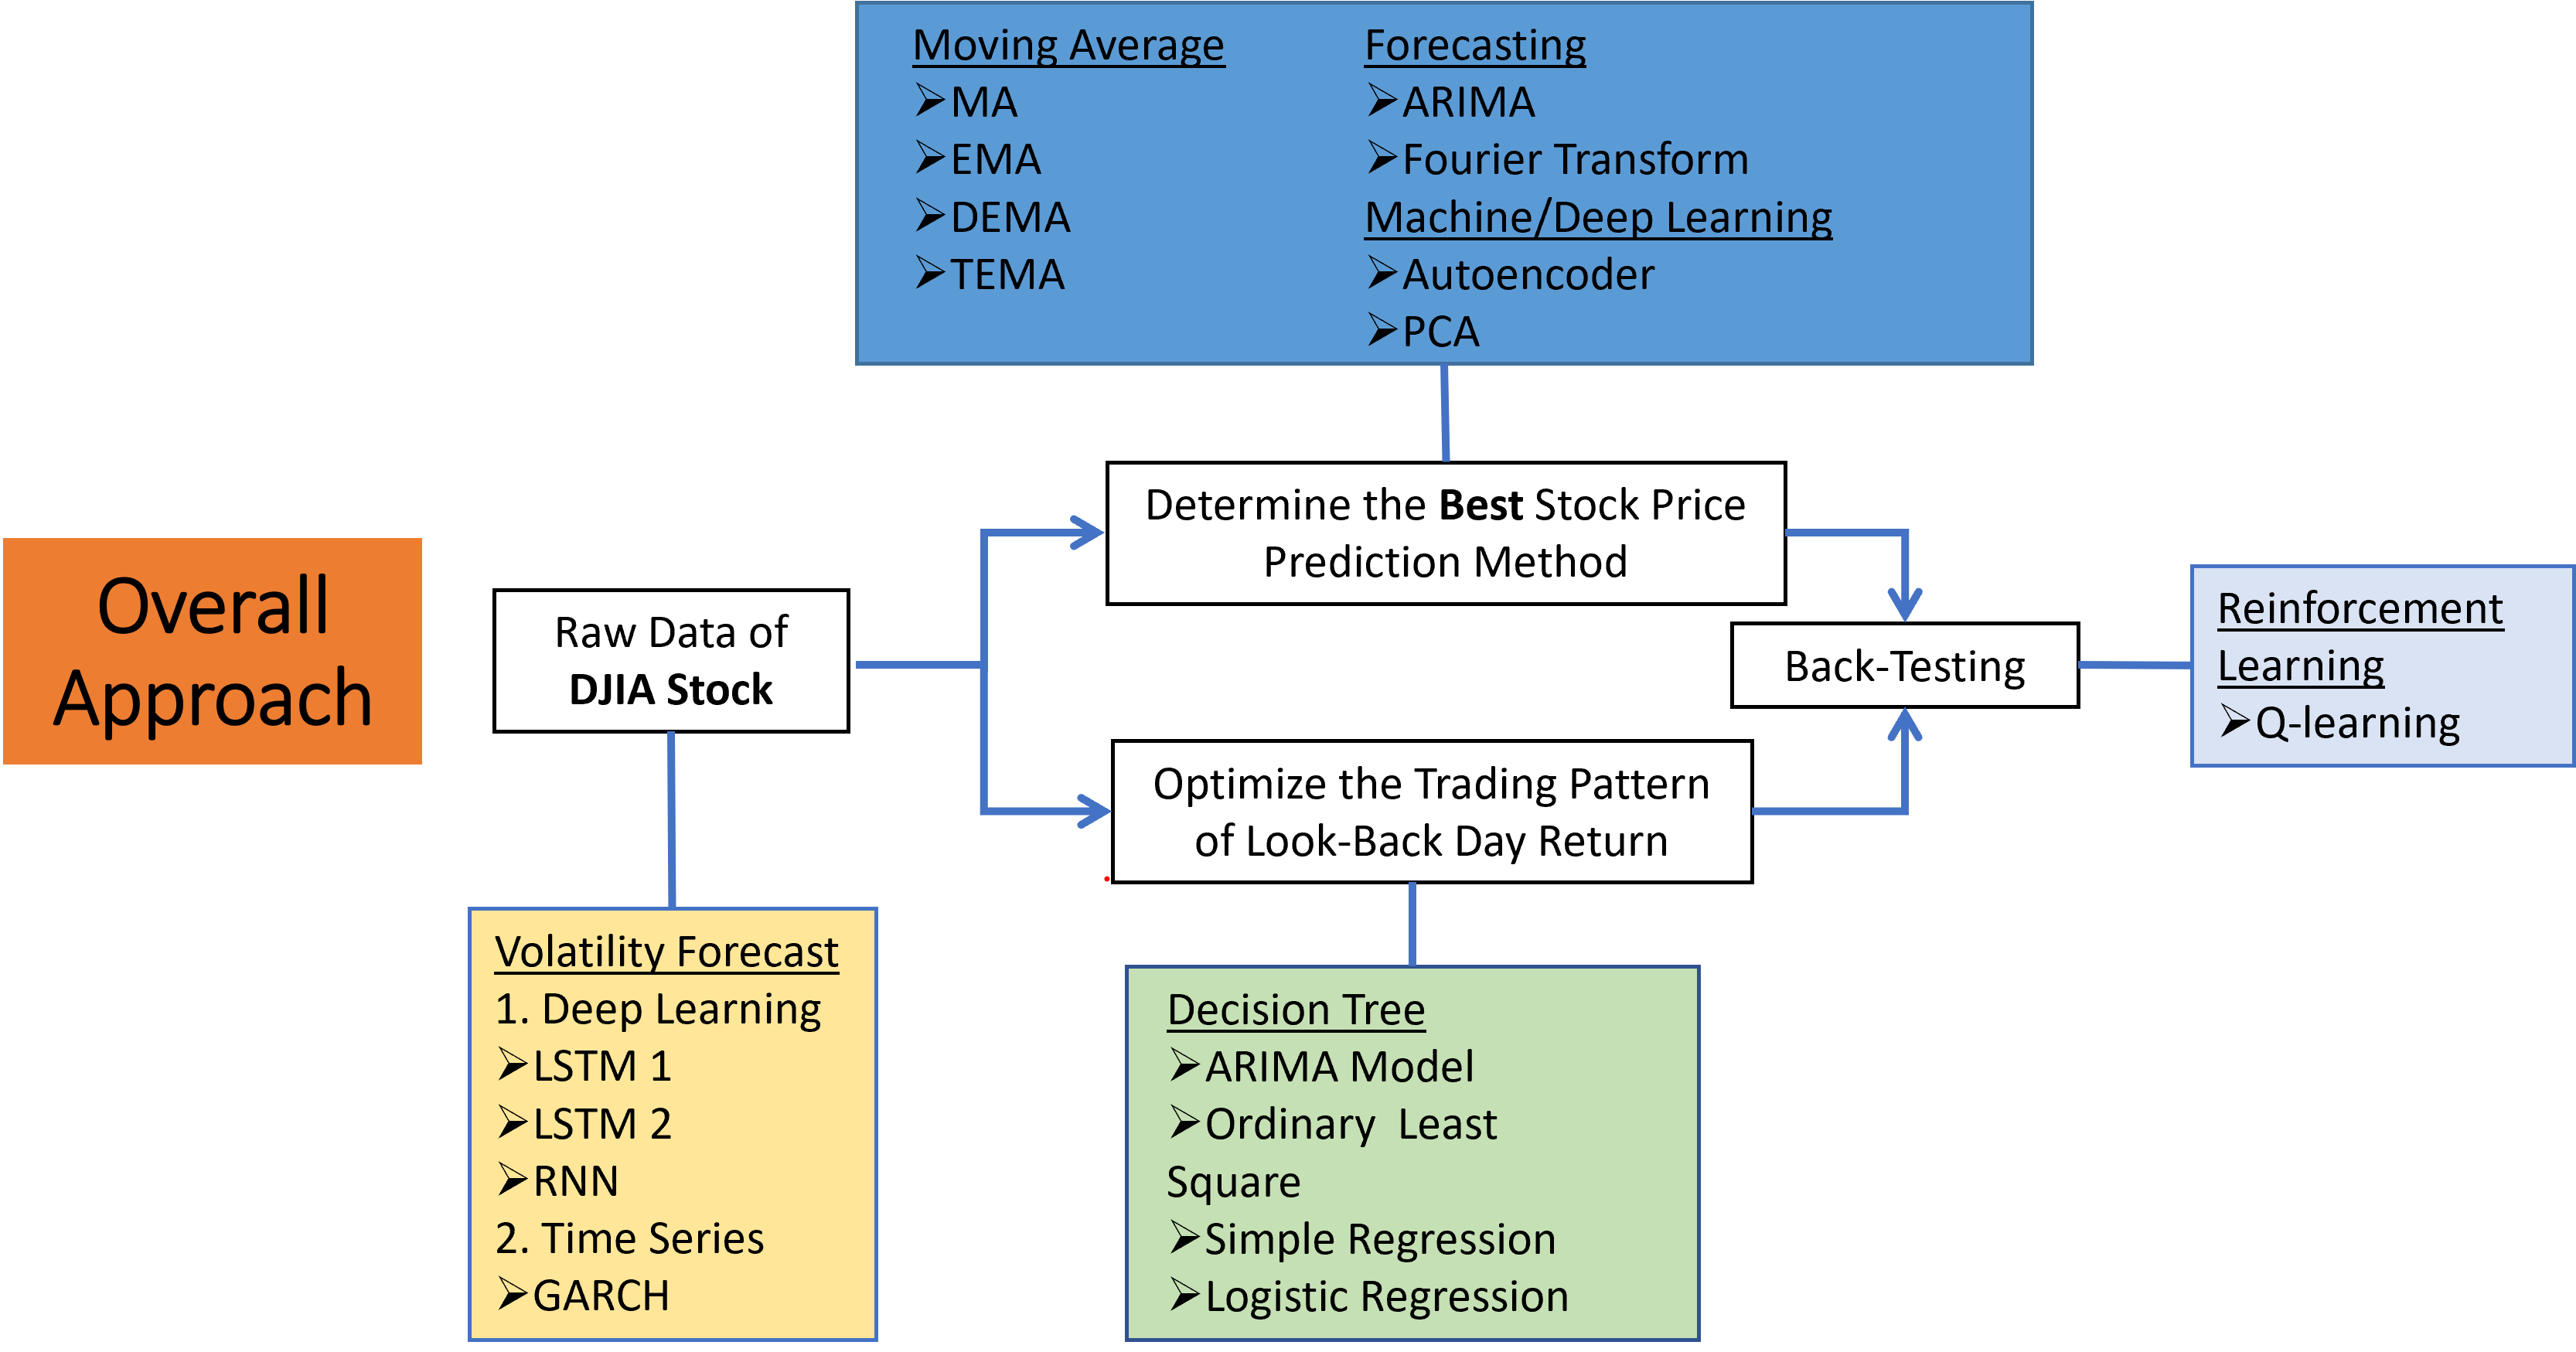 Moving Average
➢MA
➢EMA
➢DEMA
➢TEMA
Forecasting
➢ARIMA
➢Fourier Transform
Machine/Deep Learning
➢Autoencoder
➢PCA
Overall
Approach
Raw Data of
DJIA Stock
Determine the Best Stock Price
Prediction Method
Optimize the Trading Pattern
of Look-Back Day Return
Back-Testing
Reinforcement
Learning
➢Q-learning
Volatility Forecast
1. Deep Learning
➢LSTM 1
➢LSTM 2
➢RNN
2. Time Series
➢GARCH
Decision Tree
➢ARIMA Model
➢Ordinary  Least
Square
➢Simple Regression
➢Logistic Regression